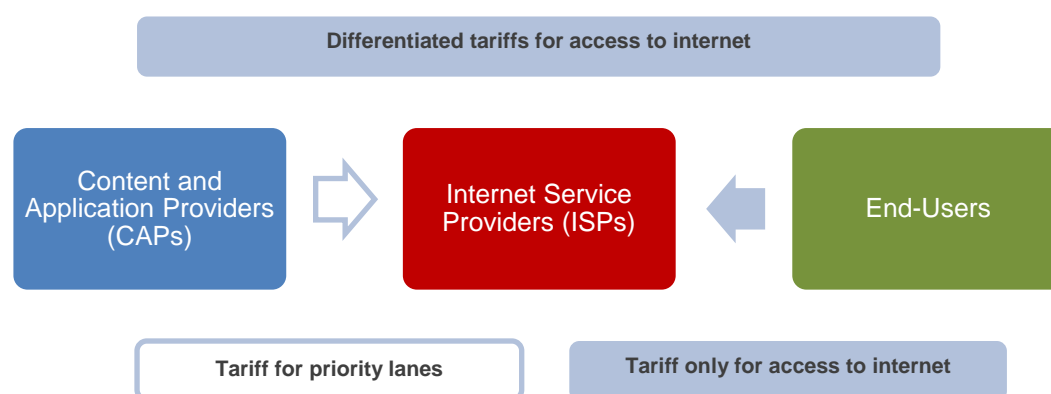 Differentiated tariffs for access to internet
Content and
Application Providers
(CAPs)
Internet Service
Providers (ISPs)
End-Users
Tariff for priority lanes
Tariff only for access to internet